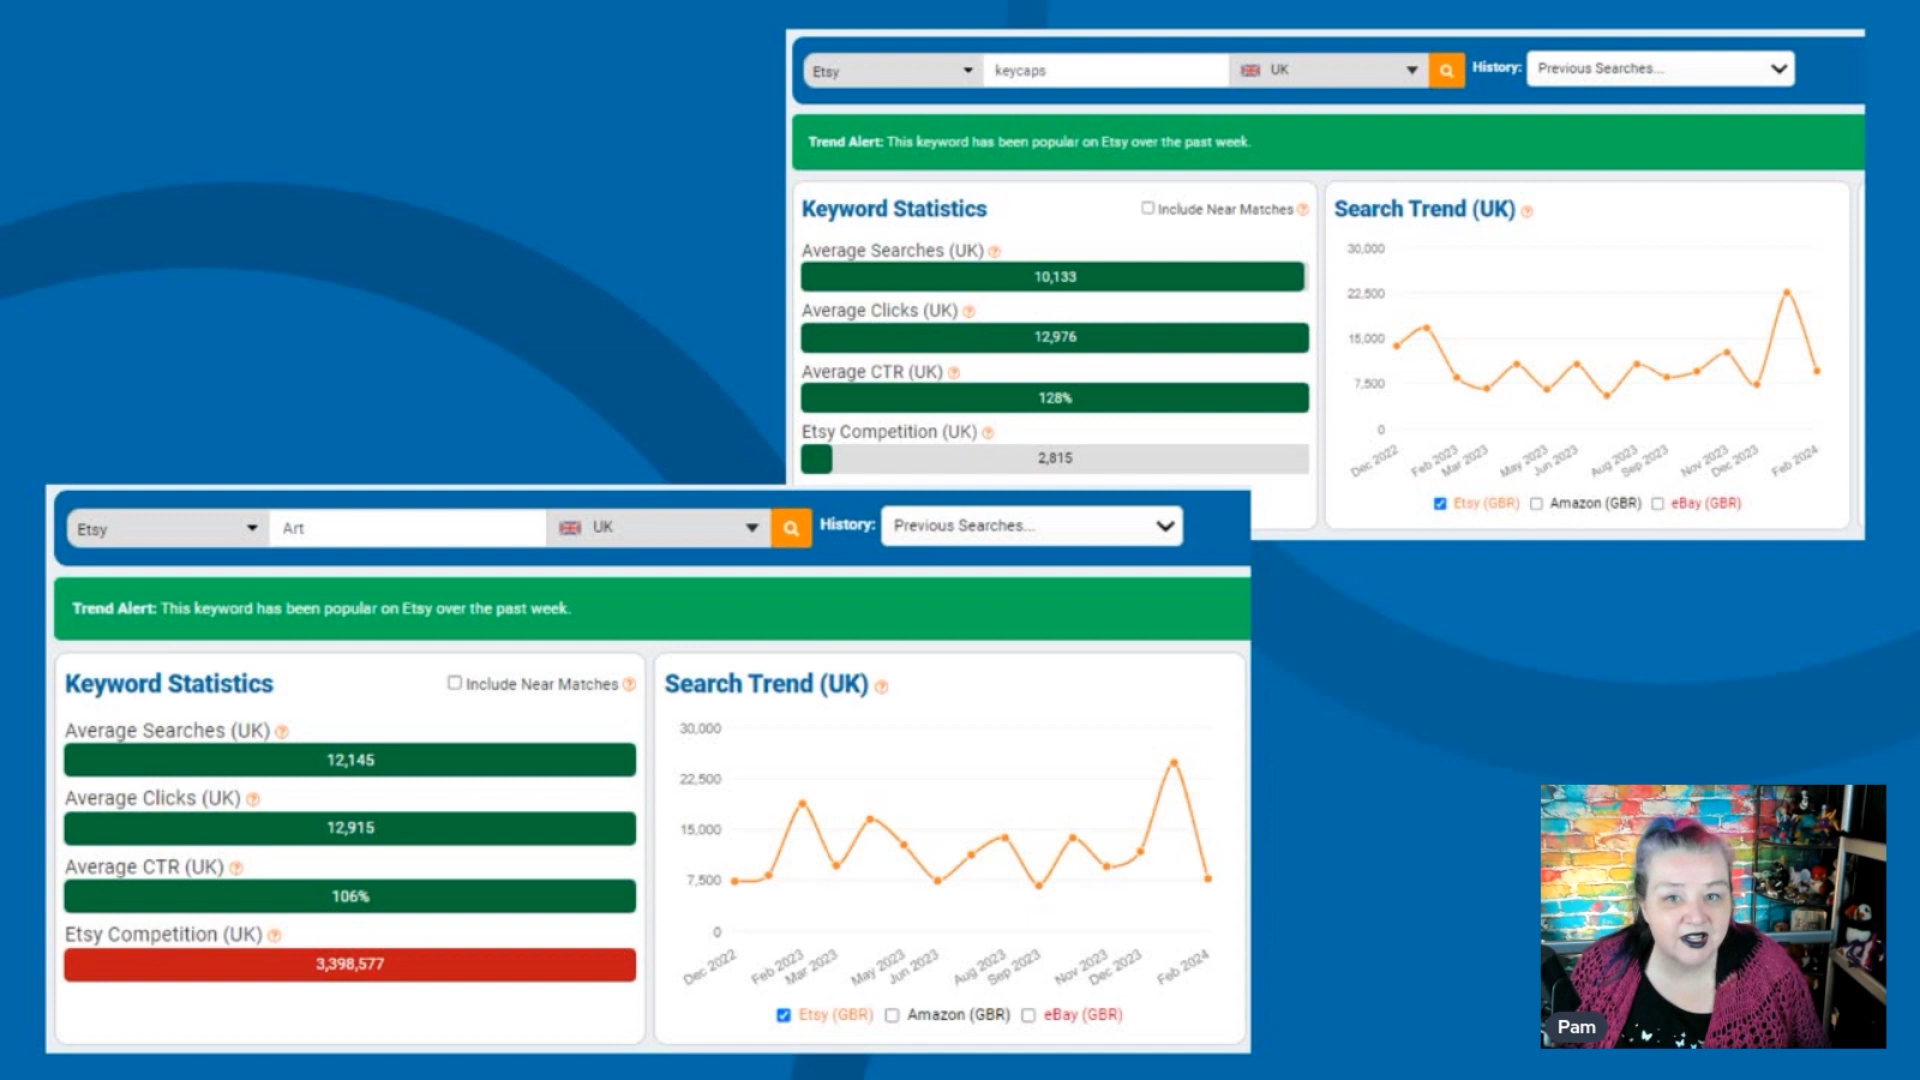 Etsy
keycaps
UK
History:
Previous Searches...
Trend Alert: This keyword has been popular on Etsy over the past week.
Keyword Statistics
Include Near Matches
Average Searches (UK)
10,133
Average Clicks (UK)
12,976
Average CTR (UK)
128%
Etsy Competition (UK)
2,815
Search Trend (UK)
30,000
22,500
15,000
7,500
0
Dec 2022
Feb 2023
Mar 2023
May 2023
Jun 2023
Aug 2023
Sep 2023
Nov 2023
Dec 2023
Feb 2024
Etsy (GBR)
Amazon (GBR)
eBay (GBR)
Etsy
Art
UK
History:
Previous Searches...
Trend Alert: This keyword has been popular on Etsy over the past week.
Keyword Statistics
Include Near Matches
Average Searches (UK)
12,145
Average Clicks (UK)
12,915
Average CTR (UK)
106%
Etsy Competition (UK)
3,398,577
Search Trend (UK)
30,000
22,500
15,000
7,500
0
Dec 2022
Feb 2023
Mar 2023
May 2023
Jun 2023
Aug 2023
Sep 2023
Nov 2023
Dec 2023
Feb 2024
Etsy (GBR)
Amazon (GBR)
eBay (GBR)
Pam